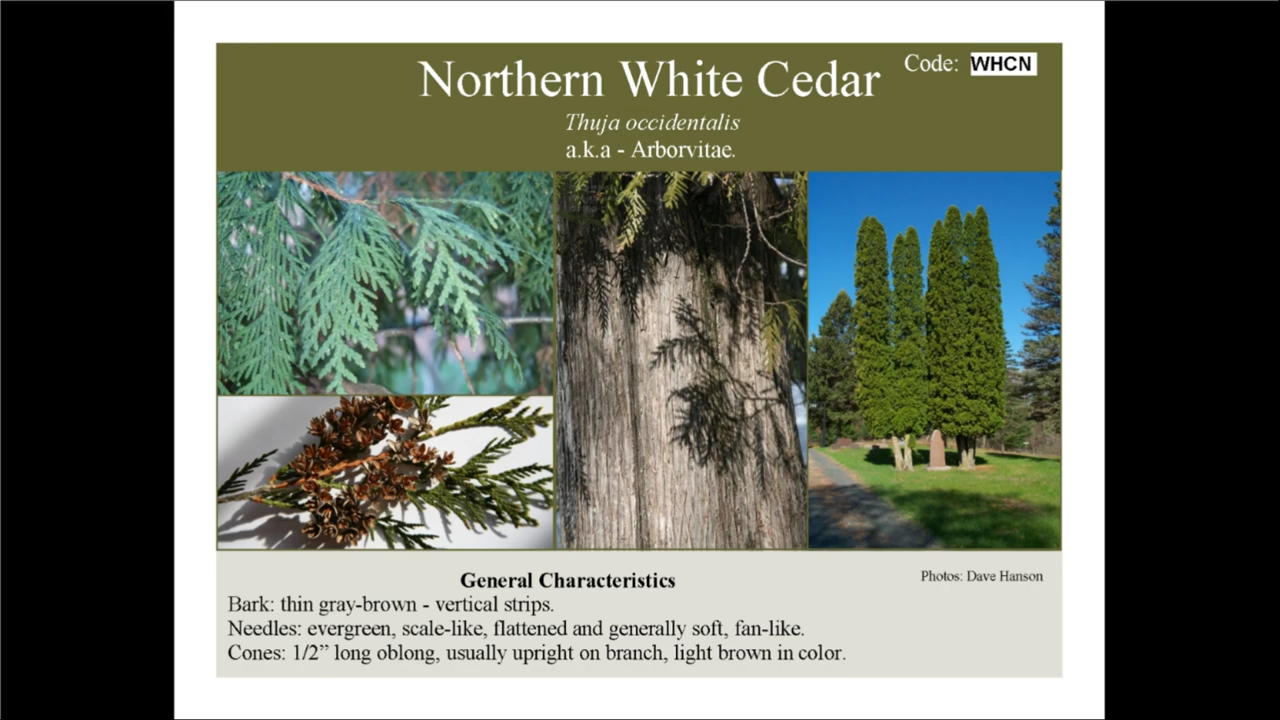 Northern White Cedar
Code: WHCN
Thuja occidentalis
a.k.a - Arborvitae.
General Characteristics
Photos: Dave Hanson
Bark: thin gray-brown - vertical strips.
Needles: evergreen, scale-like, flattened and generally soft, fan-like.
Cones: 1/2” long oblong, usually upright on branch, light brown in color.